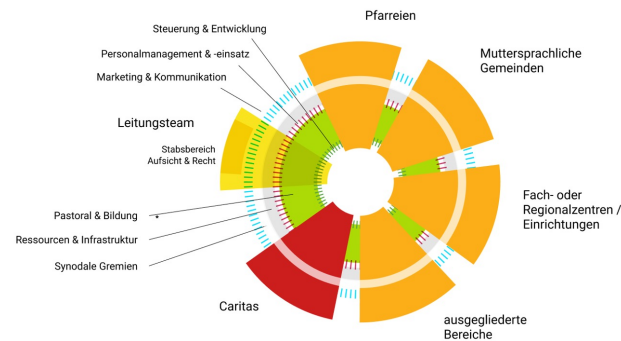 Pfarreien
Steuerung & Entwicklung
Personalmanagement & -einsatz
Marketing & Kommunikation
Muttersprachliche
Gemeinden
Leitungsteam
Stabsbereich
Aufsicht & Recht
Fach- oder
Regionalzentren /
Einrichtungen
Pastoral & Bildung
Ressourcen & Infrastruktur
Synodale Gremien
Caritas
ausgegliederte
Bereiche